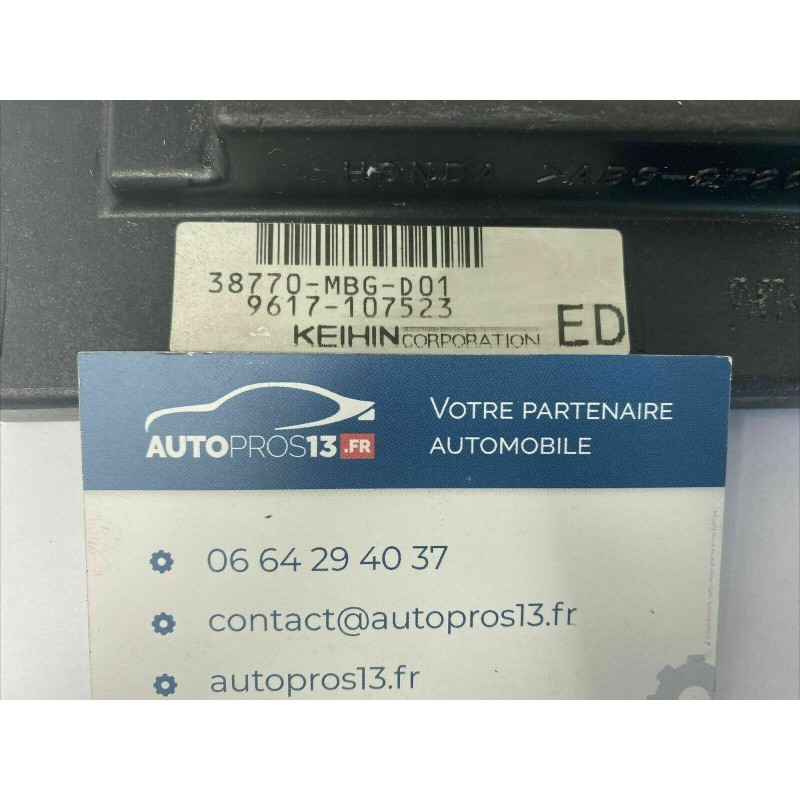 HONDA >ABS-
38770-MBG-D01
9617-107523
KEIHIN CORPORATION
ED
AUTOPROS13.FR
VOTRE PARTENAIRE
AUTOMOBILE
06 64 29 40 37
contact@autopros13.fr
autopros13.fr